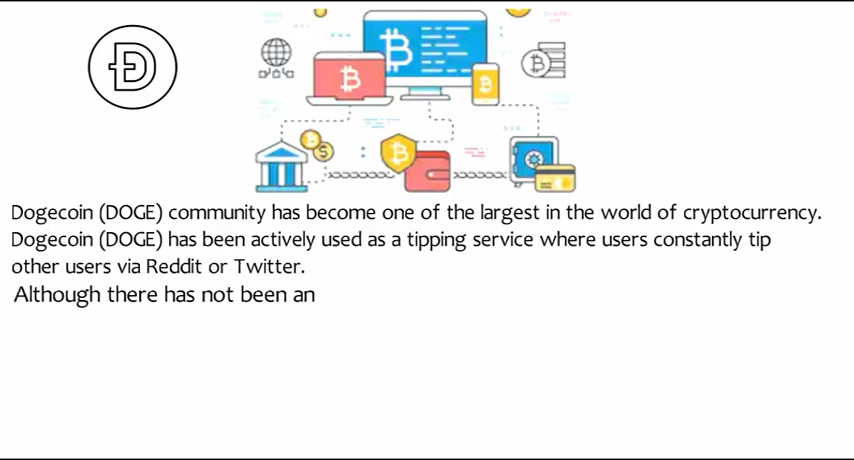 Dogecoin (DOGE) community has become one of the largest in the world of cryptocurrency.
Dogecoin (DOGE) has been actively used as a tipping service where users constantly tip
other users via Reddit or Twitter.
Although there has not been an